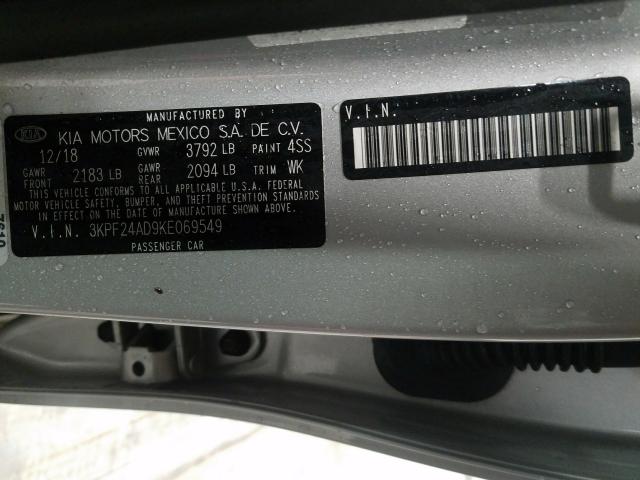 MANUFACTURED BY
KIA KIA MOTORS MEXICO S.A. DE C.V.
12/18 GVWR 3792 LB PAINT 4SS
GAWR FRONT 2183 LB GAWR REAR 2094 LB TRIM WK
THIS VEHICLE CONFORMS TO ALL APPLICABLE U.S.A. FEDERAL
MOTOR VEHICLE SAFETY, BUMPER, AND THEFT PREVENTION STANDARDS
IN EFFECT ON THE DATE OF MANUFACTURE SHOWN ABOVE.
V.I.N. 3KPF24AD9KE069549
PASSENGER CAR
V.I.N.